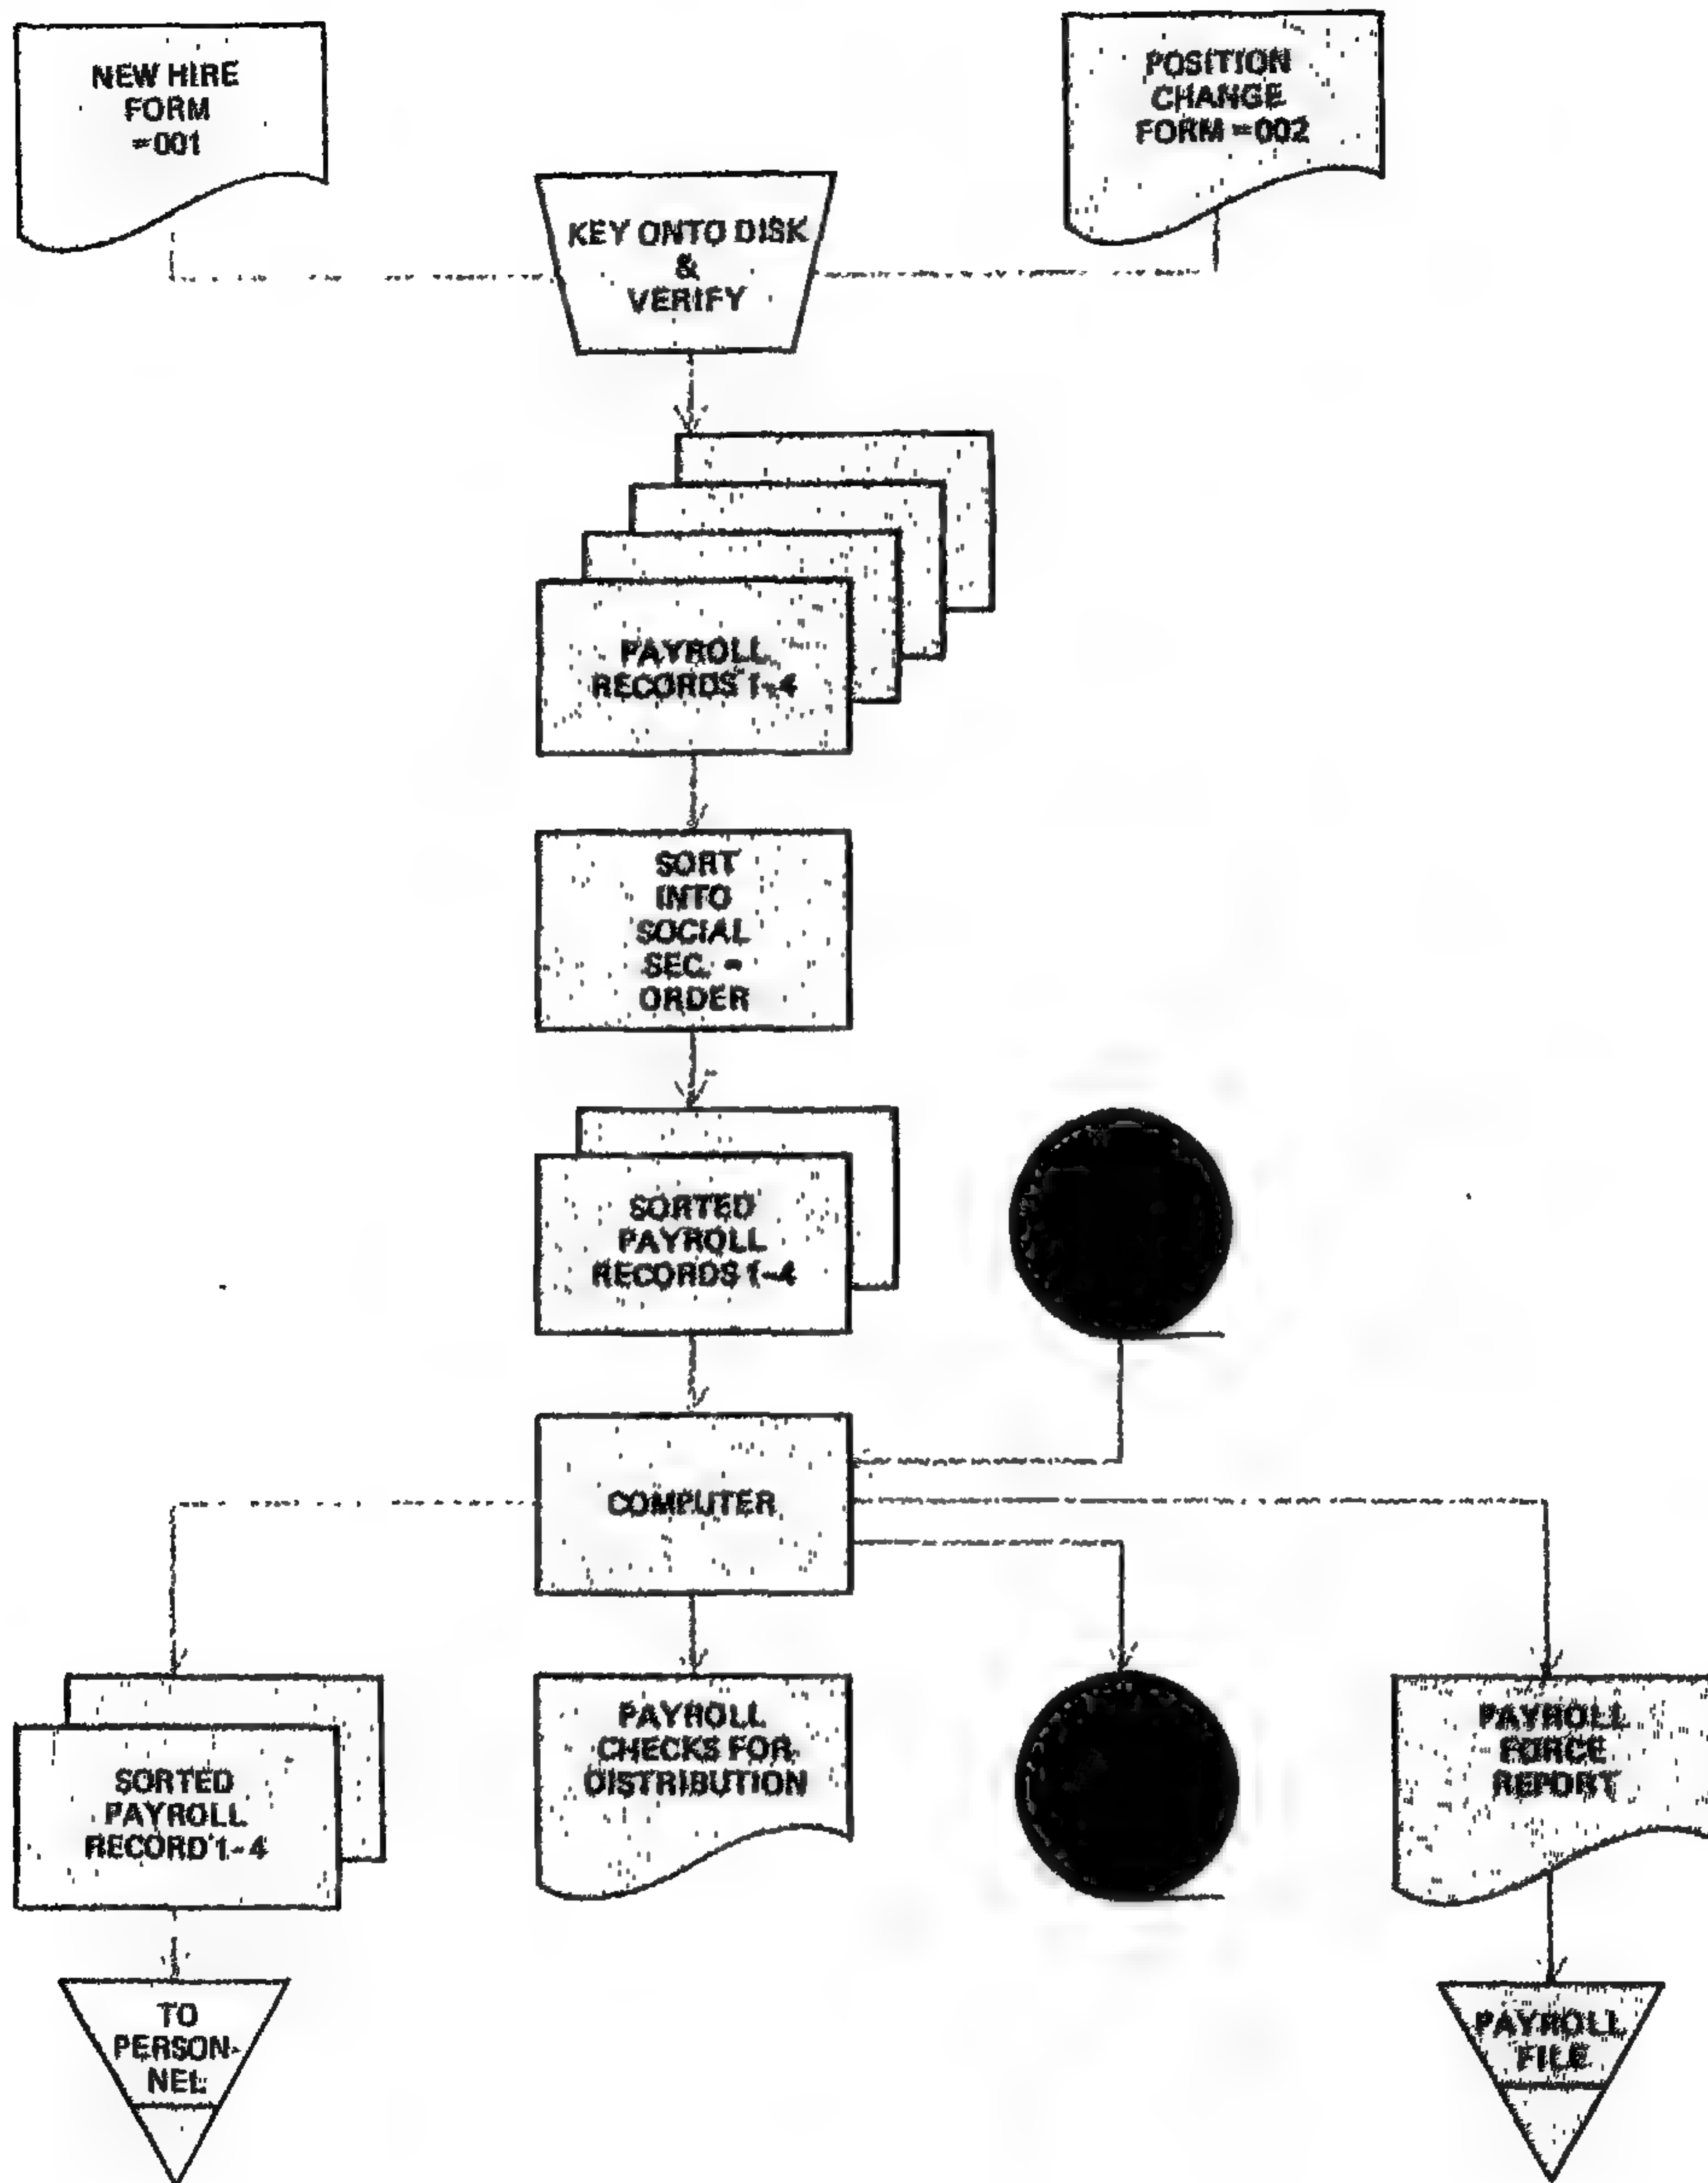 NEW HIRE
FORM
=001
POSITION
CHANGE
FORM =002
KEY ONTO DISK
&
VERIFY
PAYROLL
RECORDS 1-4
SORT
INTO
SOCIAL
SEC. =
ORDER
SORTED
PAYROLL
RECORDS 1-4
COMPUTER
SORTED
PAYROLL
RECORD 1-4
PAYROLL
CHECKS FOR
DISTRIBUTION
PAYROLL
FORCE
REPORT
TO
PERSON-
NEL
PAYROLL
FILE